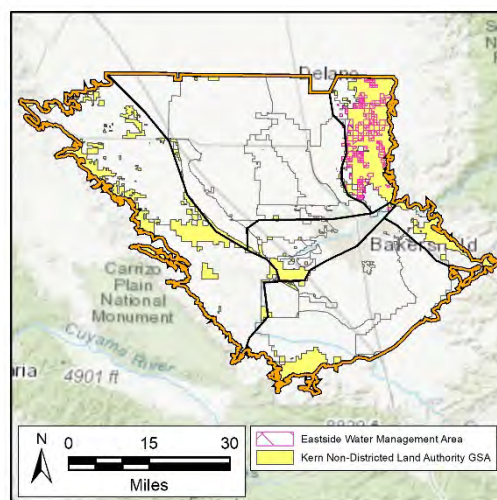 Delano
Bakersfield
Carrizo
Plain
National
Monument
Cuyama River
4901 ft
N
0 15 30
Miles
Eastside Water Management Area
Kern Non-Districted Land Authority GSA